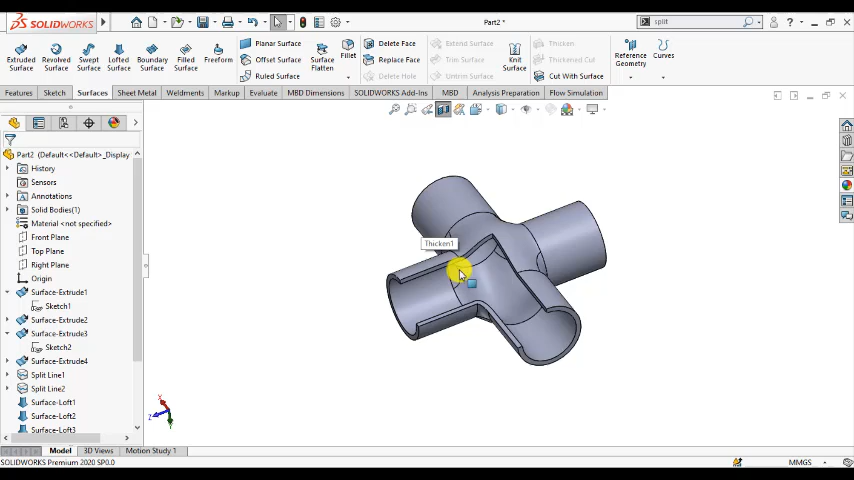 SOLIDWORKS
Part2 *
split
Extruded Surface
Revolved Surface
Swept Surface
Lofted Surface
Boundary Surface
Filled Surface
Freeform
Planar Surface
Offset Surface
Ruled Surface
Surface Flatten
Fillet
Delete Face
Replace Face
Delete Hole
Extend Surface
Trim Surface
Untrim Surface
Knit Surface
Thicken
Thickened Cut
Cut With Surface
Reference Geometry
Curves
Features
Sketch
Surfaces
Sheet Metal
Weldments
Markup
Evaluate
MBD Dimensions
SOLIDWORKS Add-Ins
MBD
Analysis Preparation
Flow Simulation
Part2 (Default<<Default>_Display
History
Sensors
Annotations
Solid Bodies(1)
Material <not specified>
Front Plane
Top Plane
Right Plane
Origin
Surface-Extrude1
Sketch1
Surface-Extrude2
Surface-Extrude3
Sketch2
Surface-Extrude4
Split Line1
Split Line2
Surface-Loft1
Surface-Loft2
Surface-Loft3
Thicken1
X
Z
Y
Model
3D Views
Motion Study 1
SOLIDWORKS Premium 2020 SP0.0
MMGS